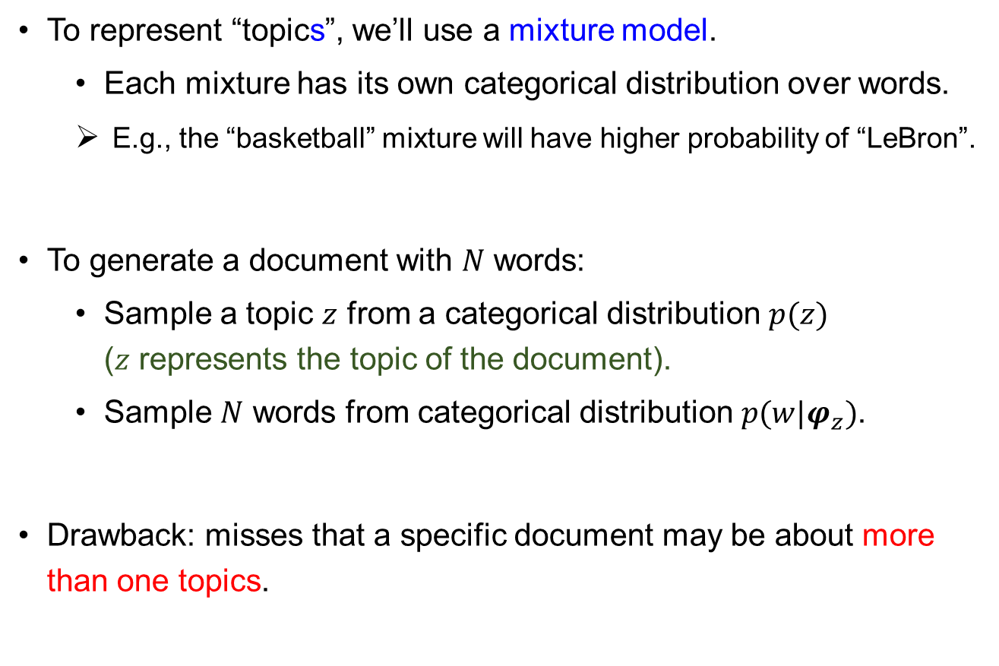 • To represent “topics”, we’ll use a mixture model.
• Each mixture has its own categorical distribution over words.
➢ E.g., the “basketball” mixture will have higher probability of “LeBron”.
• To generate a document with 𝑁 words:
• Sample a topic 𝑧 from a categorical distribution 𝑝(𝑧)
(𝑧 represents the topic of the document).
• Sample 𝑁 words from categorical distribution 𝑝(𝑤|𝝋_𝑧).
• Drawback: misses that a specific document may be about more
than one topics.